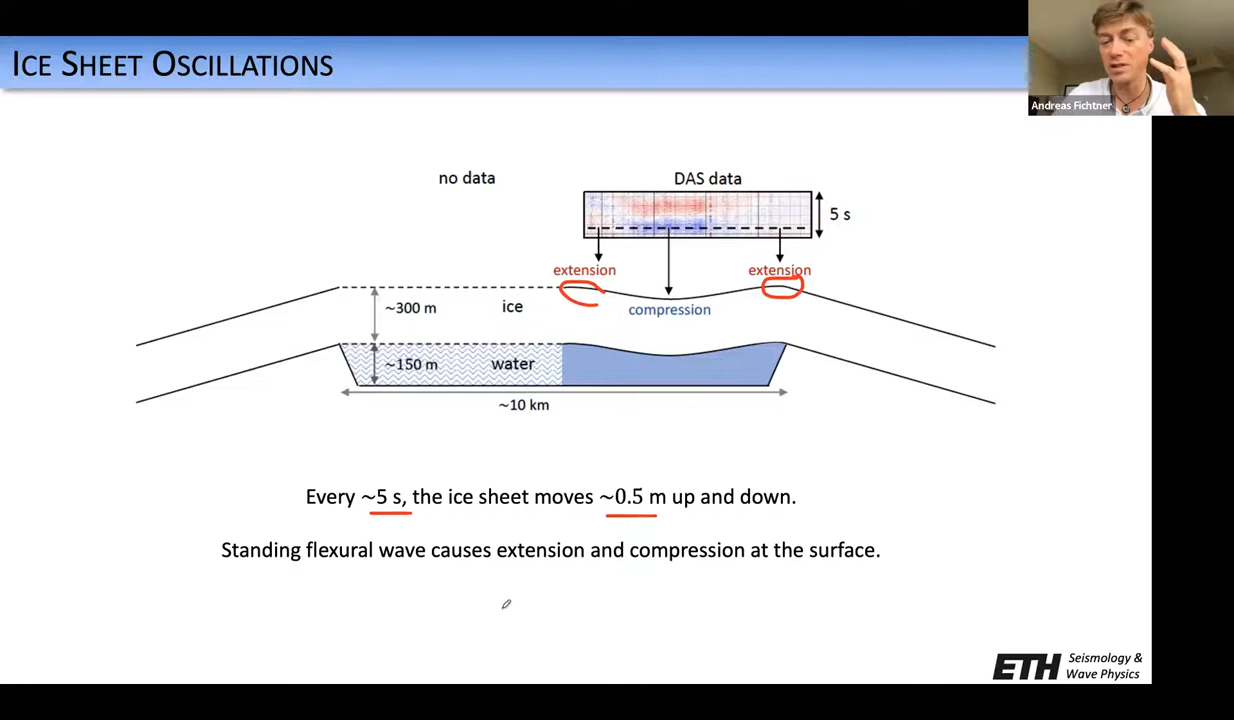 ICE SHEET OSCILLATIONS
Andreas Fichtner
no data
DAS data
5 s
extension
extension
~300 m
ice
compression
~150 m
water
~10 km
Every ~5 s, the ice sheet moves ~0.5 m up and down.
Standing flexural wave causes extension and compression at the surface.
ETH
Seismology &
Wave Physics